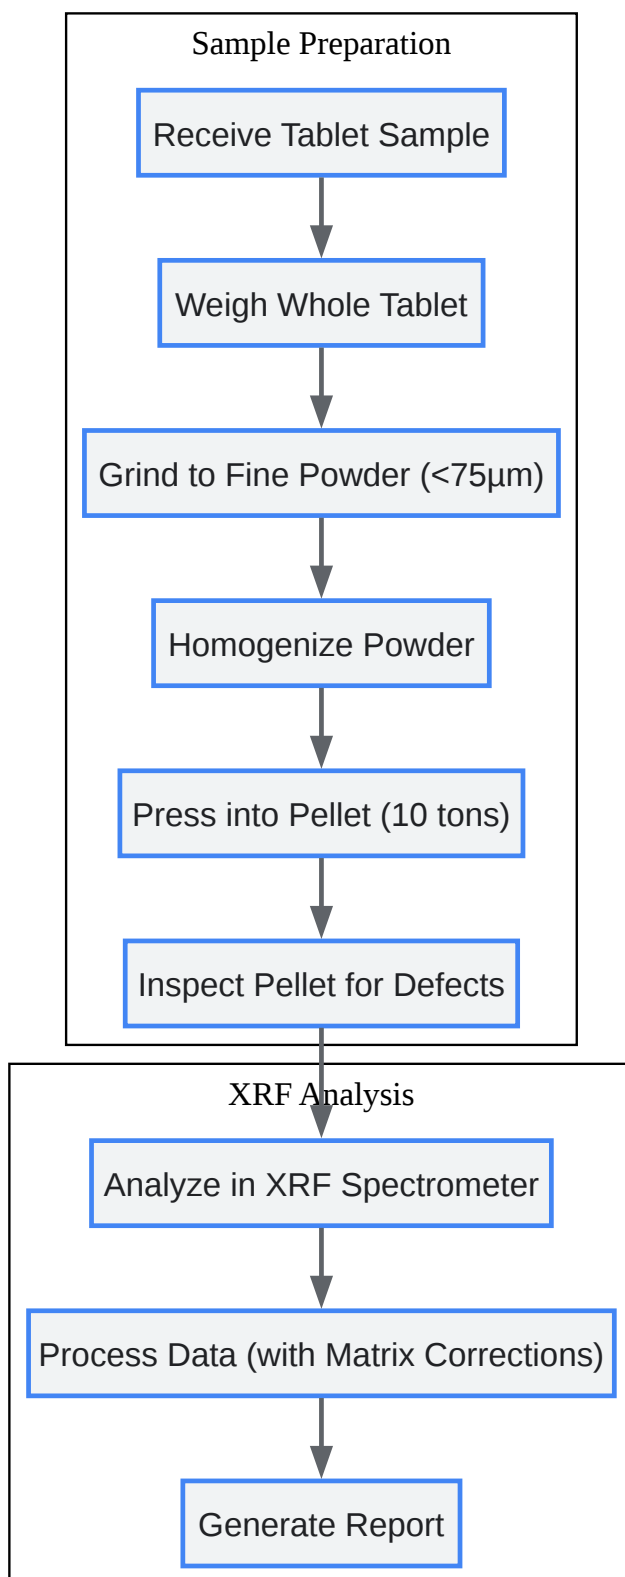 Sample Preparation
Receive Tablet Sample
Weigh Whole Tablet
Grind to Fine Powder (<75µm)
Homogenize Powder
Press into Pellet (10 tons)
Inspect Pellet for Defects
XRF Analysis
Analyze in XRF Spectrometer
Process Data (with Matrix Corrections)
Generate Report